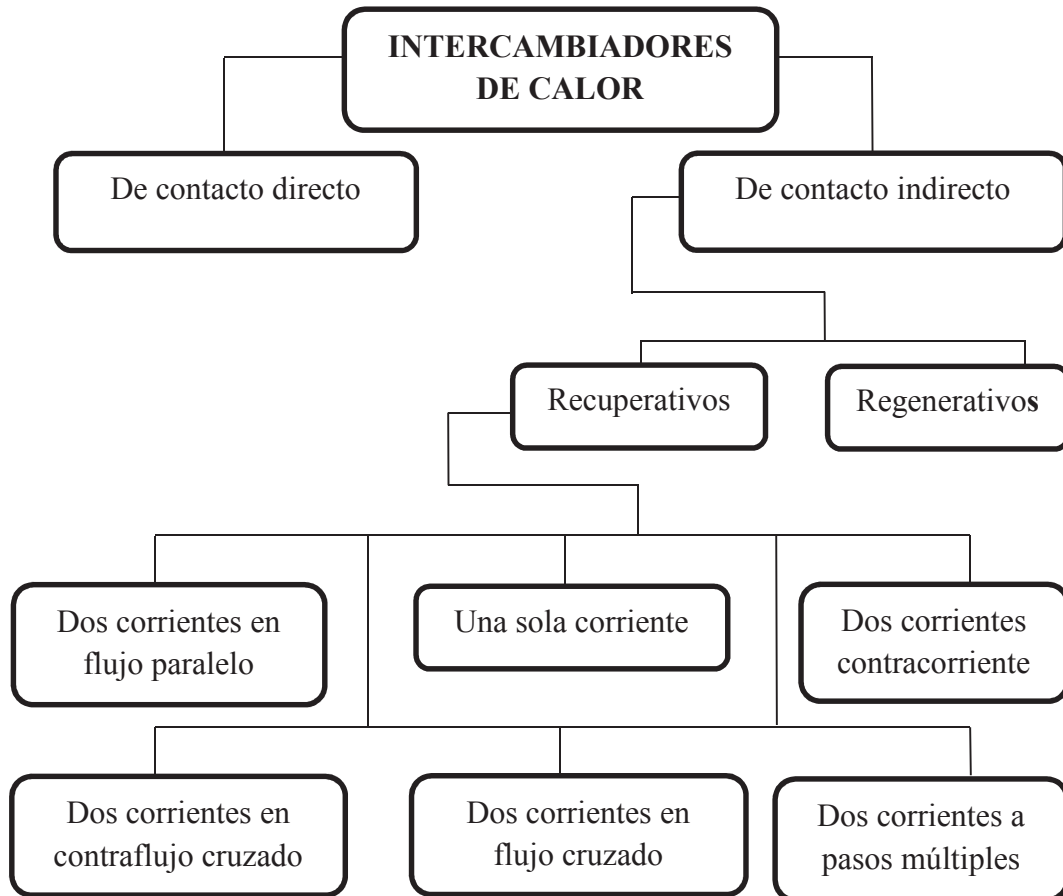 INTERCAMBIADORES
DE CALOR
De contacto directo
De contacto indirecto
Recuperativos
Regenerativos
Dos corrientes en
flujo paralelo
Una sola corriente
Dos corrientes
contracorriente
Dos corrientes en
contraflujo cruzado
Dos corrientes en
flujo cruzado
Dos corrientes a
pasos múltiples